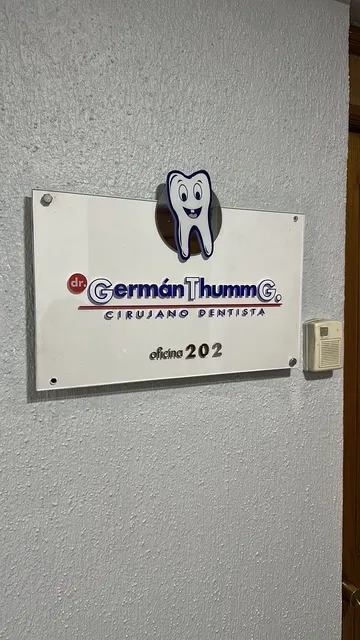 dr. Germán Thumm G.
CIRUJANO DENTISTA
oficina 202